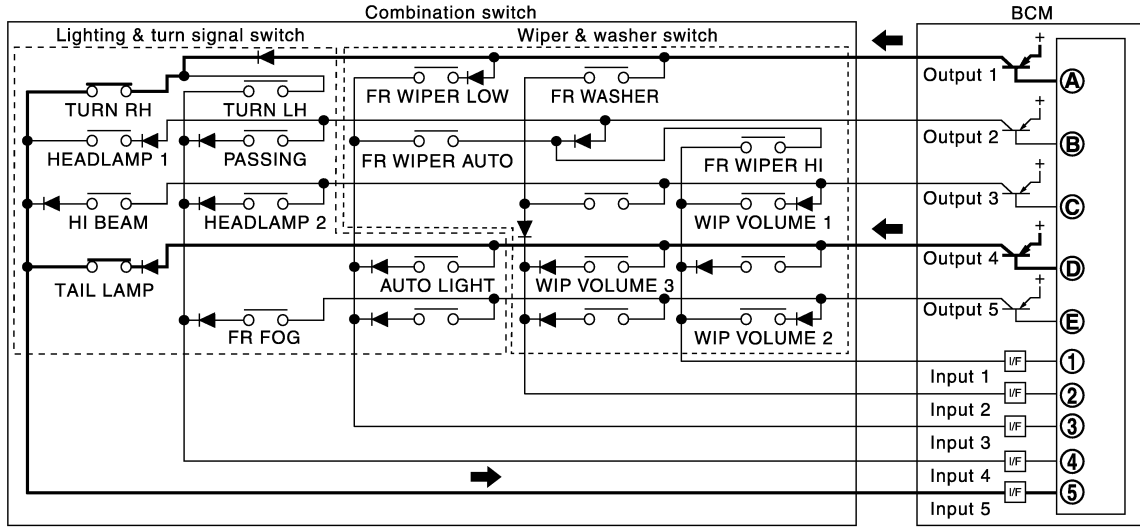 Combination switch
BCM
Lighting & turn signal switch
Wiper & washer switch
+
Output 1
A
TURN RH
TURN LH
FR WIPER LOW
FR WASHER
+
Output 2
B
HEADLAMP 1
PASSING
FR WIPER AUTO
FR WIPER HI
+
Output 3
C
HI BEAM
HEADLAMP 2
WIP VOLUME 1
+
Output 4
D
TAIL LAMP
AUTO LIGHT
WIP VOLUME 3
+
Output 5
E
FR FOG
WIP VOLUME 2
I/F
1
Input 1
I/F
2
Input 2
I/F
3
Input 3
I/F
4
Input 4
I/F
5
Input 5